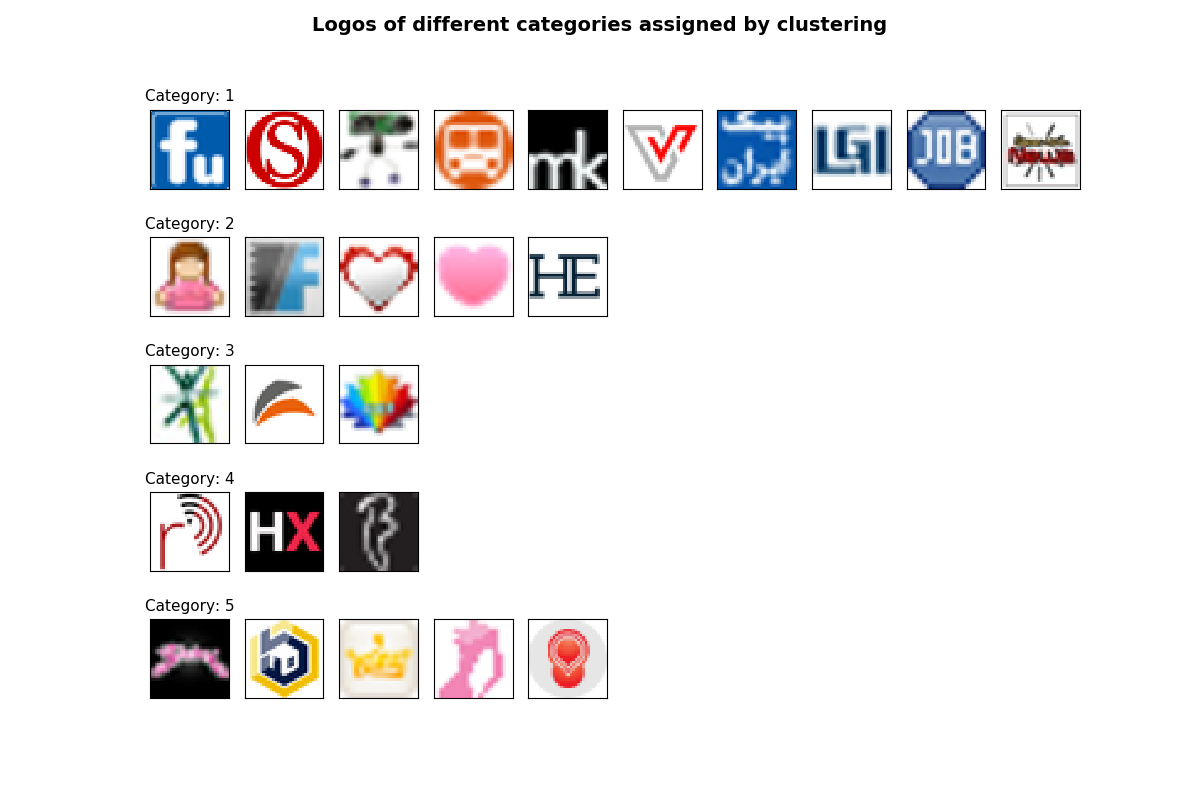 Logos of different categories assigned by clustering
Category: 1
fu
S
mk
پیک
ایران
LGI
JOB
Category: 2
F
HE
Category: 3
Category: 4
r
HX
Category: 5